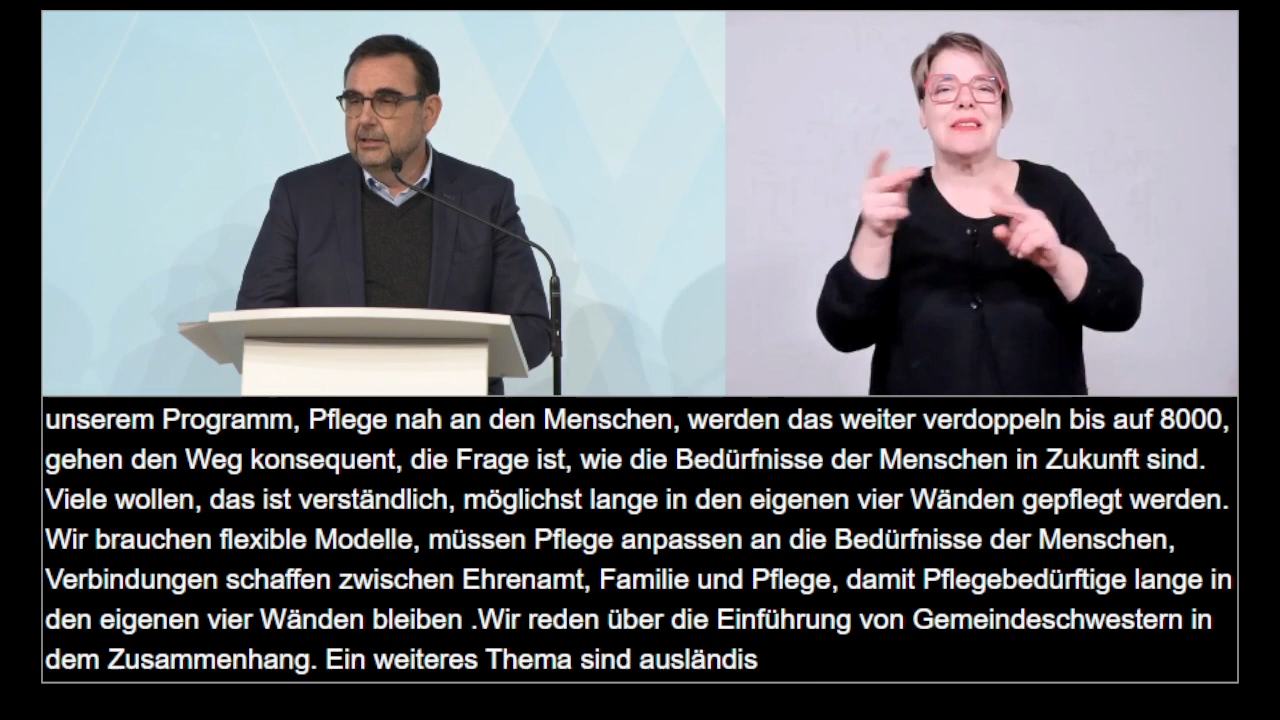 unserem Programm, Pflege nah an den Menschen, werden das weiter verdoppeln bis auf 8000,
gehen den Weg konsequent, die Frage ist, wie die Bedürfnisse der Menschen in Zukunft sind.
Viele wollen, das ist verständlich, möglichst lange in den eigenen vier Wänden gepflegt werden.
Wir brauchen flexible Modelle, müssen Pflege anpassen an die Bedürfnisse der Menschen,
Verbindungen schaffen zwischen Ehrenamt, Familie und Pflege, damit Pflegebedürftige lange in
den eigenen vier Wänden bleiben .Wir reden über die Einführung von Gemeindeschwestern in
dem Zusammenhang. Ein weiteres Thema sind ausländis